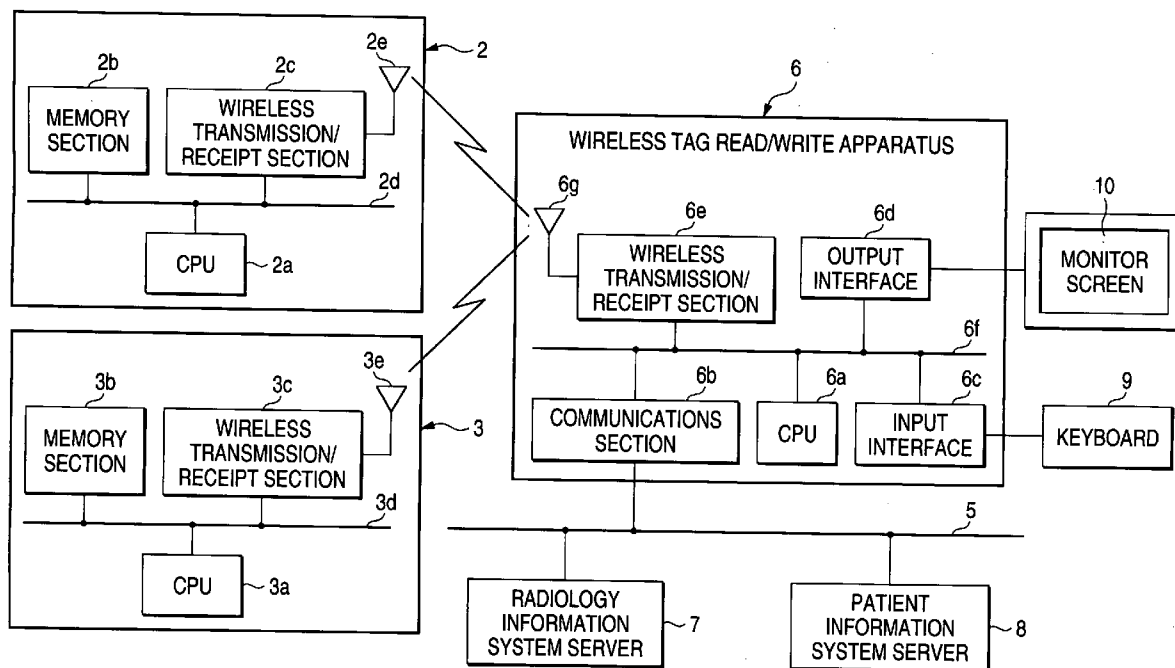 2
2e
2b
2c
MEMORY
SECTION
WIRELESS
TRANSMISSION/
RECEIPT SECTION
2d
CPU
2a
3e
3b
3c
3
MEMORY
SECTION
WIRELESS
TRANSMISSION/
RECEIPT SECTION
3d
CPU
3a
6
WIRELESS TAG READ/WRITE APPARATUS
6g
6e
6d
WIRELESS
TRANSMISSION/
RECEIPT SECTION
OUTPUT
INTERFACE
6f
6b
6a
6c
COMMUNICATIONS
SECTION
CPU
INPUT
INTERFACE
10
MONITOR
SCREEN
9
KEYBOARD
5
RADIOLOGY
INFORMATION
SYSTEM SERVER
7
PATIENT
INFORMATION
SYSTEM SERVER
8